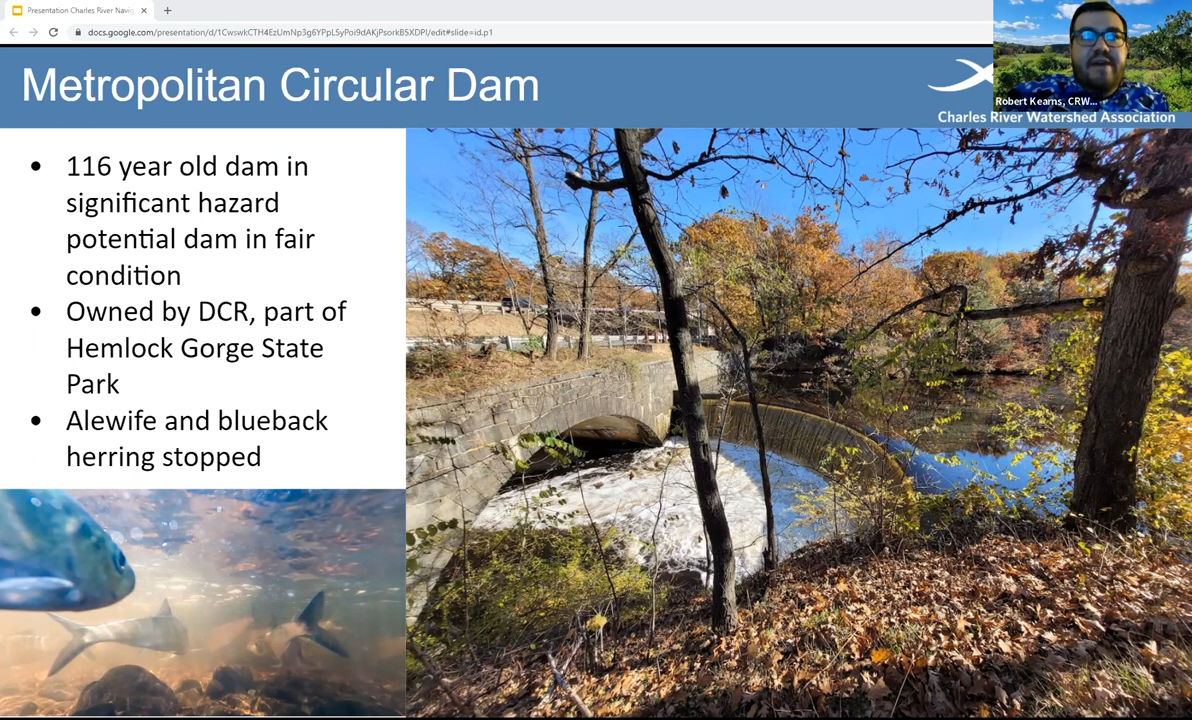 Presentation Charles River Navig
docs.google.com/presentation/d/1CwswkCTH4EzUmNp3g6YPpL5yPoi9dAKjPsorkB5XDPI/edit#slide=id.p1
Metropolitan Circular Dam
Robert Kearns, CRW...
Charles River Watershed Association
• 116 year old dam in
significant hazard
potential dam in fair
condition
• Owned by DCR, part of
Hemlock Gorge State
Park
• Alewife and blueback
herring stopped